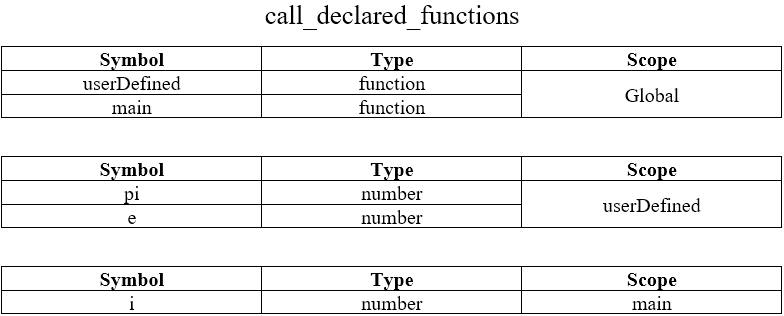 call_declared_functions
Symbol Type Scope
userDefined function Global
main function
Symbol Type Scope
pi number userDefined
e number
Symbol Type Scope
i number main